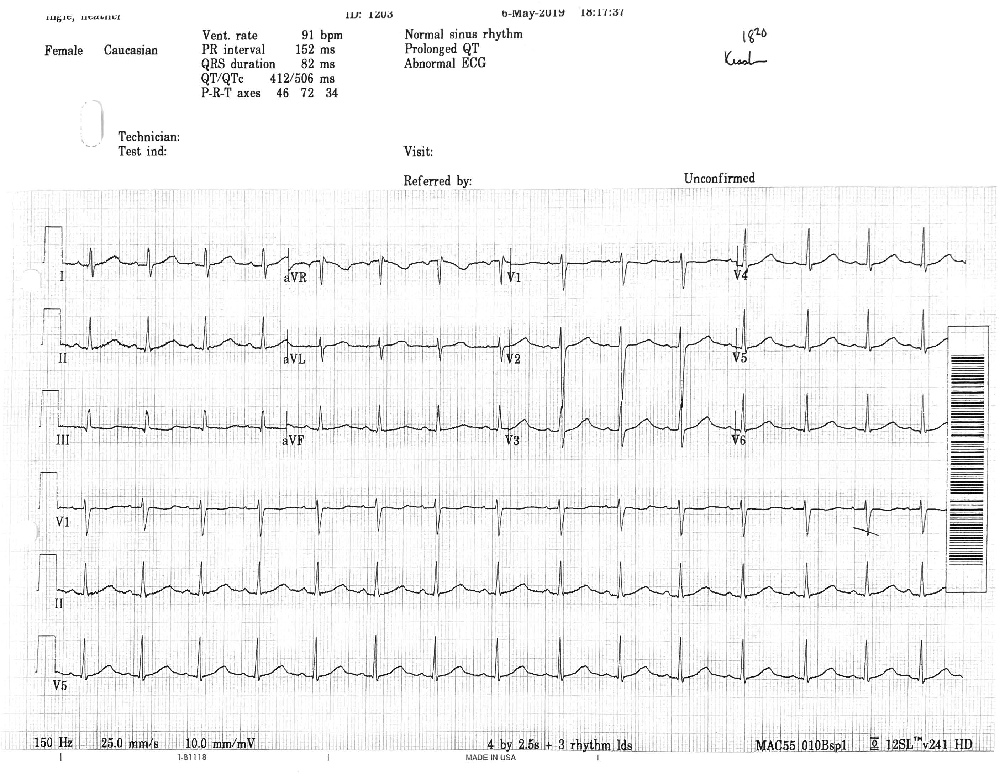 ID: 1203 6-May-2019 18:17:37
Vent. rate 91 bpm Normal sinus rhythm 18²⁰
Female Caucasian PR interval 152 ms Prolonged QT
QRS duration 82 ms Abnormal ECG
QT/QTc 412/506 ms
P-R-T axes 46 72 34
Technician:
Test ind: Visit:
Referred by: Unconfirmed
I aVR V1 V4
II aVL V2 V5
III aVF V3 V6
V1
II
V5
150 Hz 25.0 mm/s 10.0 mm/mV 4 by 2.5s + 3 rhythm lds MAC55 010Bsp1 12SL™v241 HD
1-B1118 MADE IN USA